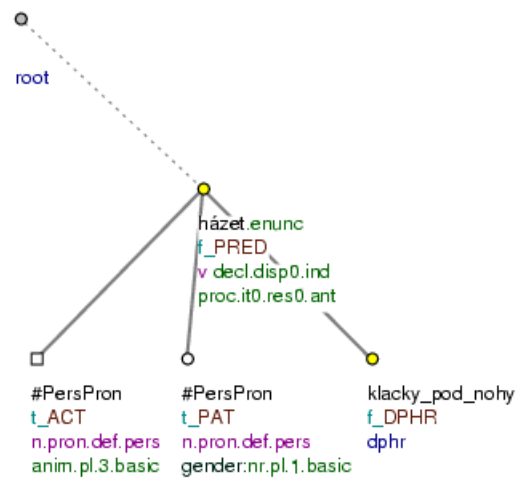 root
házet.enunc
f_PRED
v decl.disp0.ind
proc.it0.res0.ant
#PersPron
t_ACT
n.pron.def.pers
anim.pl.3.basic
#PersPron
t_PAT
n.pron.def.pers
gender:nr.pl.1.basic
klacky_pod_nohy
f_DPHR
dphr